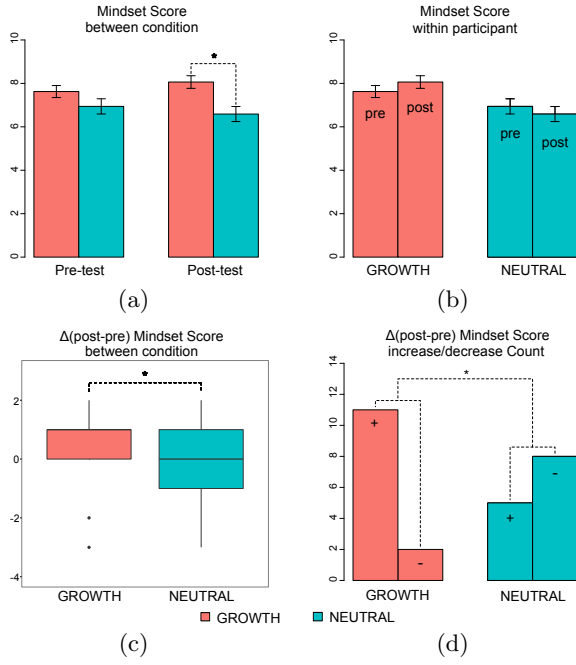 Mindset Score
between condition
10
8
6
4
2
0
*
Pre-test Post-test
(a)
Mindset Score
within participant
10
8
6
4
2
0
pre post pre post
GROWTH NEUTRAL
(b)
Δ(post-pre) Mindset Score
between condition
*
2
0
-2
-4
GROWTH NEUTRAL
(c)
Δ(post-pre) Mindset Score
increase/decrease Count
14
12
10
8
6
4
2
0
*
+ - + -
GROWTH NEUTRAL
(d)
GROWTH NEUTRAL